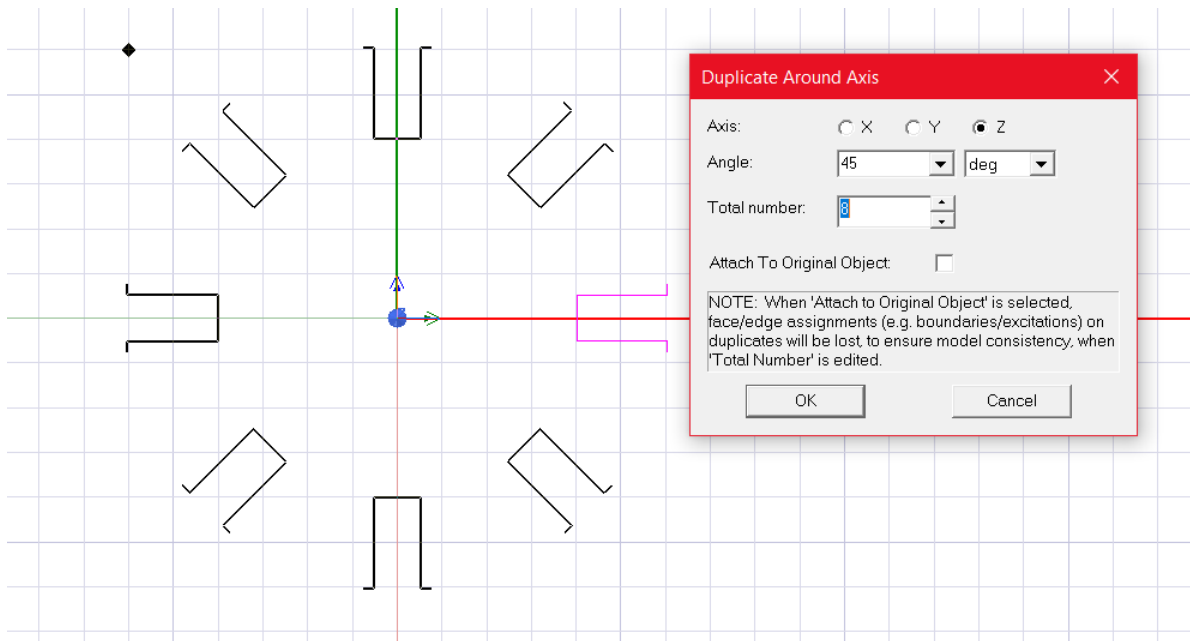 Duplicate Around Axis
Axis: X Y Z
Angle: 45 deg
Total number: 8
Attach To Original Object:
NOTE: When 'Attach to Original Object' is selected,
face/edge assignments (e.g. boundaries/excitations) on
duplicates will be lost, to ensure model consistency, when
'Total Number' is edited.
OK Cancel